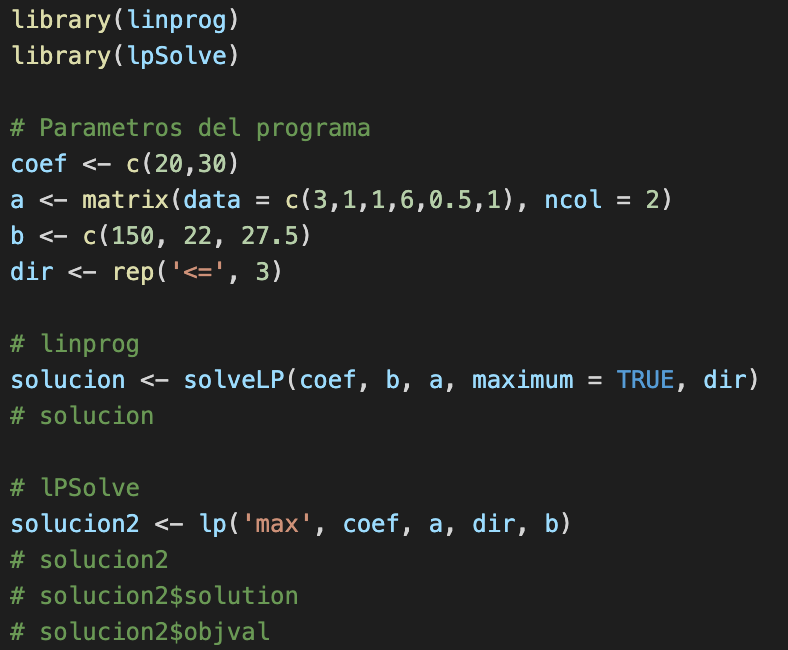 library(linprog)
library(lpSolve)
# Parametros del programa
coef <- c(20,30)
a <- matrix(data = c(3,1,1,6,0.5,1), ncol = 2)
b <- c(150, 22, 27.5)
dir <- rep('<=', 3)
# linprog
solucion <- solveLP(coef, b, a, maximum = TRUE, dir)
# solucion
# lPSolve
solucion2 <- lp('max', coef, a, dir, b)
# solucion2
# solucion2$solution
# solucion2$objval